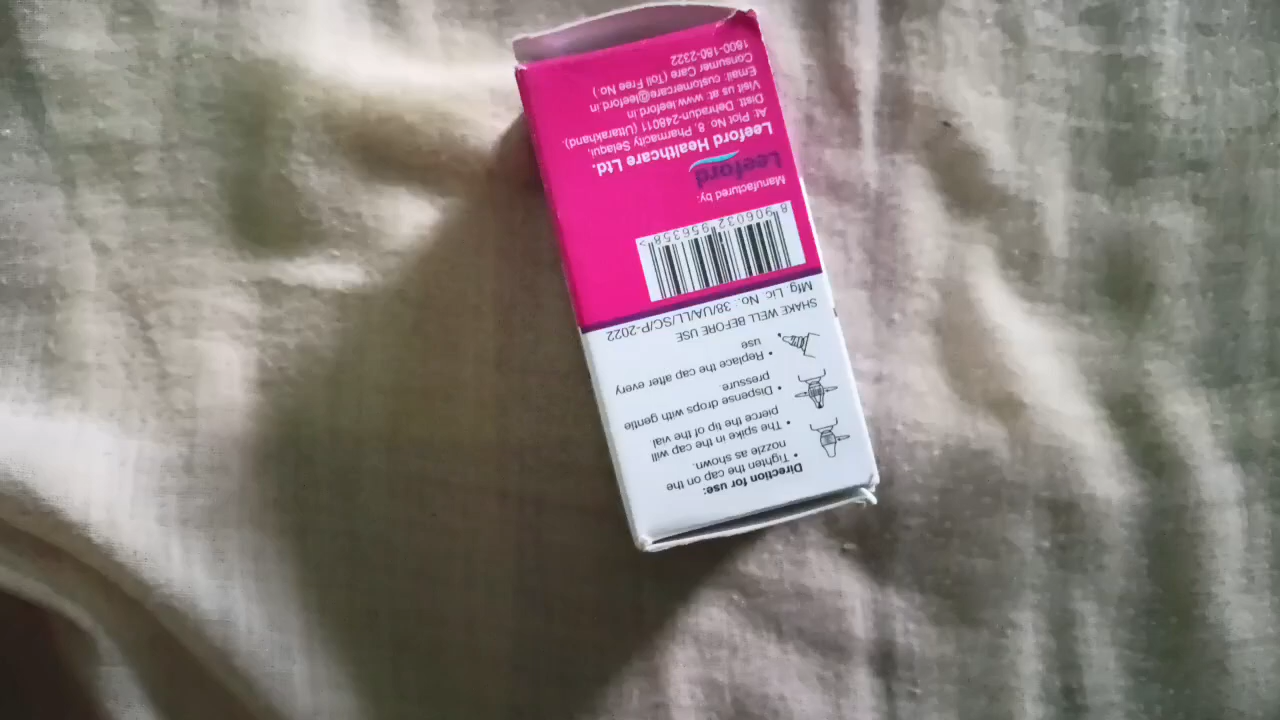 Direction for use:
• Tighten the cap on the
nozzle as shown.
• The spike in the cap will
pierce the tip of the vial
• Dispense drops with gentle
pressure.
• Replace the cap after every
use
SHAKE WELL BEFORE USE
Mfg. Lic. No.: 38/UA/LL/SC/P-2022
8 906032 956358 >
Manufactured by:
Leeford
Leeford Healthcare Ltd.
At: Plot No. 8, Pharmacity Selaqui,
Distt. Dehradun-248011 (Uttarakhand),
Visit us at: www.leeford.in
Email: customercare@leeford.in
Consumer Care (Toll Free No.)
1800-180-2322